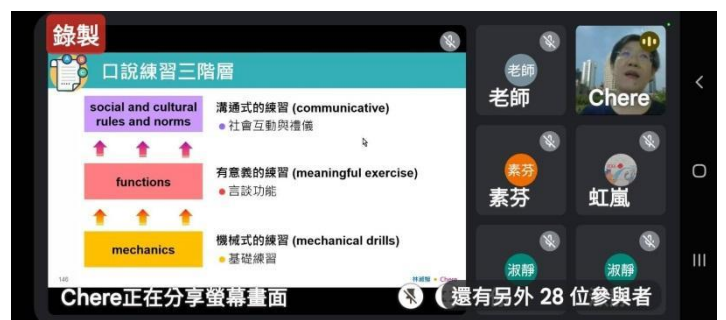 錄製
口說練習三階層
social and cultural
rules and norms
溝通式的練習 (communicative)
社會互動與禮儀
functions
有意義的練習 (meaningful exercise)
言談功能
mechanics
機械式的練習 (mechanical drills)
基礎練習
Chere正在分享螢幕畫面
老師
老師
Chere
素芬
素芬
虹嵐
淑靜
淑靜
還有另外 28 位參與者